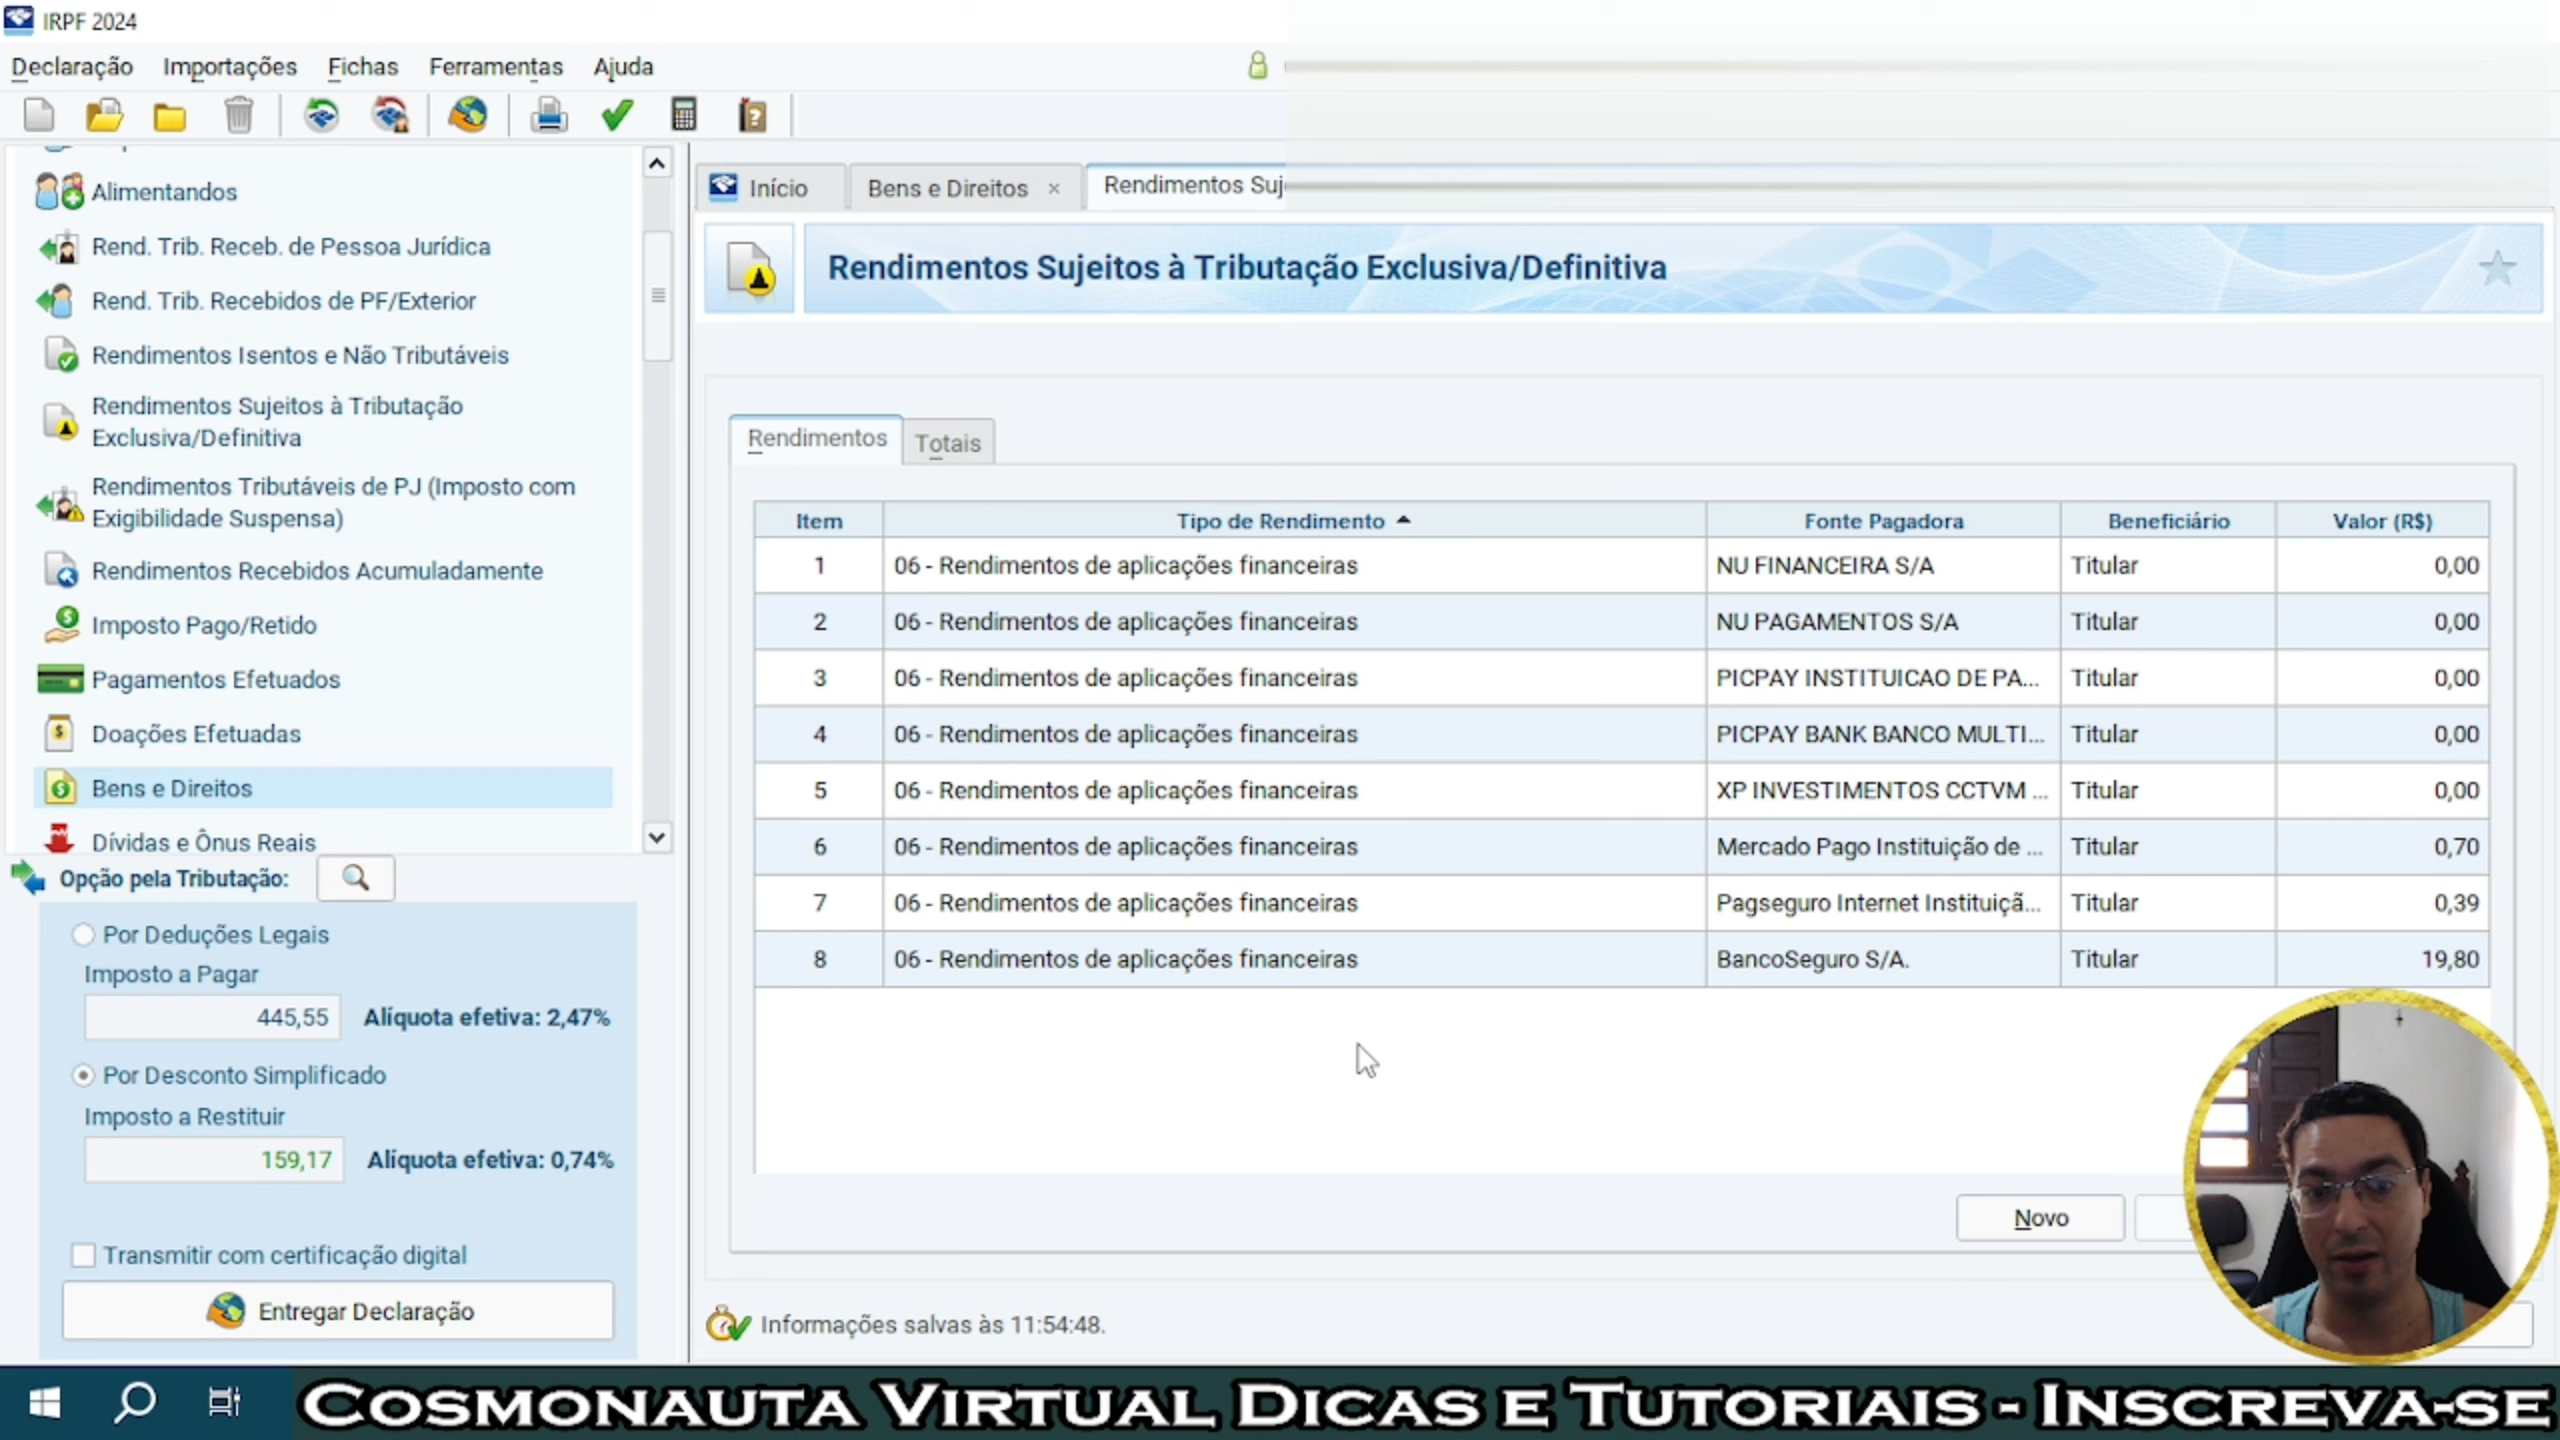 IRPF 2024
Declaração Importações Fichas Ferramentas Ajuda
Alimentandos
Rend. Trib. Receb. de Pessoa Jurídica
Rend. Trib. Recebidos de PF/Exterior
Rendimentos Isentos e Não Tributáveis
Rendimentos Sujeitos à Tributação
Exclusiva/Definitiva
Rendimentos Tributáveis de PJ (Imposto com
Exigibilidade Suspensa)
Rendimentos Recebidos Acumuladamente
Imposto Pago/Retido
Pagamentos Efetuados
Doações Efetuadas
Bens e Direitos
Dívidas e Ônus Reais
Opção pela Tributação:
Por Deduções Legais
Imposto a Pagar
445,55 Alíquota efetiva: 2,47%
Por Desconto Simplificado
Imposto a Restituir
159,17 Alíquota efetiva: 0,74%
Transmitir com certificação digital
Entregar Declaração
Início Bens e Direitos × Rendimentos Suj
Rendimentos Sujeitos à Tributação Exclusiva/Definitiva
Rendimentos Totais
Item Tipo de Rendimento Fonte Pagadora Beneficiário Valor (R$)
1 06 - Rendimentos de aplicações financeiras NU FINANCEIRA S/A Titular 0,00
2 06 - Rendimentos de aplicações financeiras NU PAGAMENTOS S/A Titular 0,00
3 06 - Rendimentos de aplicações financeiras PICPAY INSTITUICAO DE PA... Titular 0,00
4 06 - Rendimentos de aplicações financeiras PICPAY BANK BANCO MULTI... Titular 0,00
5 06 - Rendimentos de aplicações financeiras XP INVESTIMENTOS CCTVM ... Titular 0,00
6 06 - Rendimentos de aplicações financeiras Mercado Pago Instituição de ... Titular 0,70
7 06 - Rendimentos de aplicações financeiras Pagseguro Internet Instituiçã... Titular 0,39
8 06 - Rendimentos de aplicações financeiras BancoSeguro S/A. Titular 19,80
Novo
Informações salvas às 11:54:48.
Cosmonauta Virtual Dicas e Tutoriais - Inscreva-se